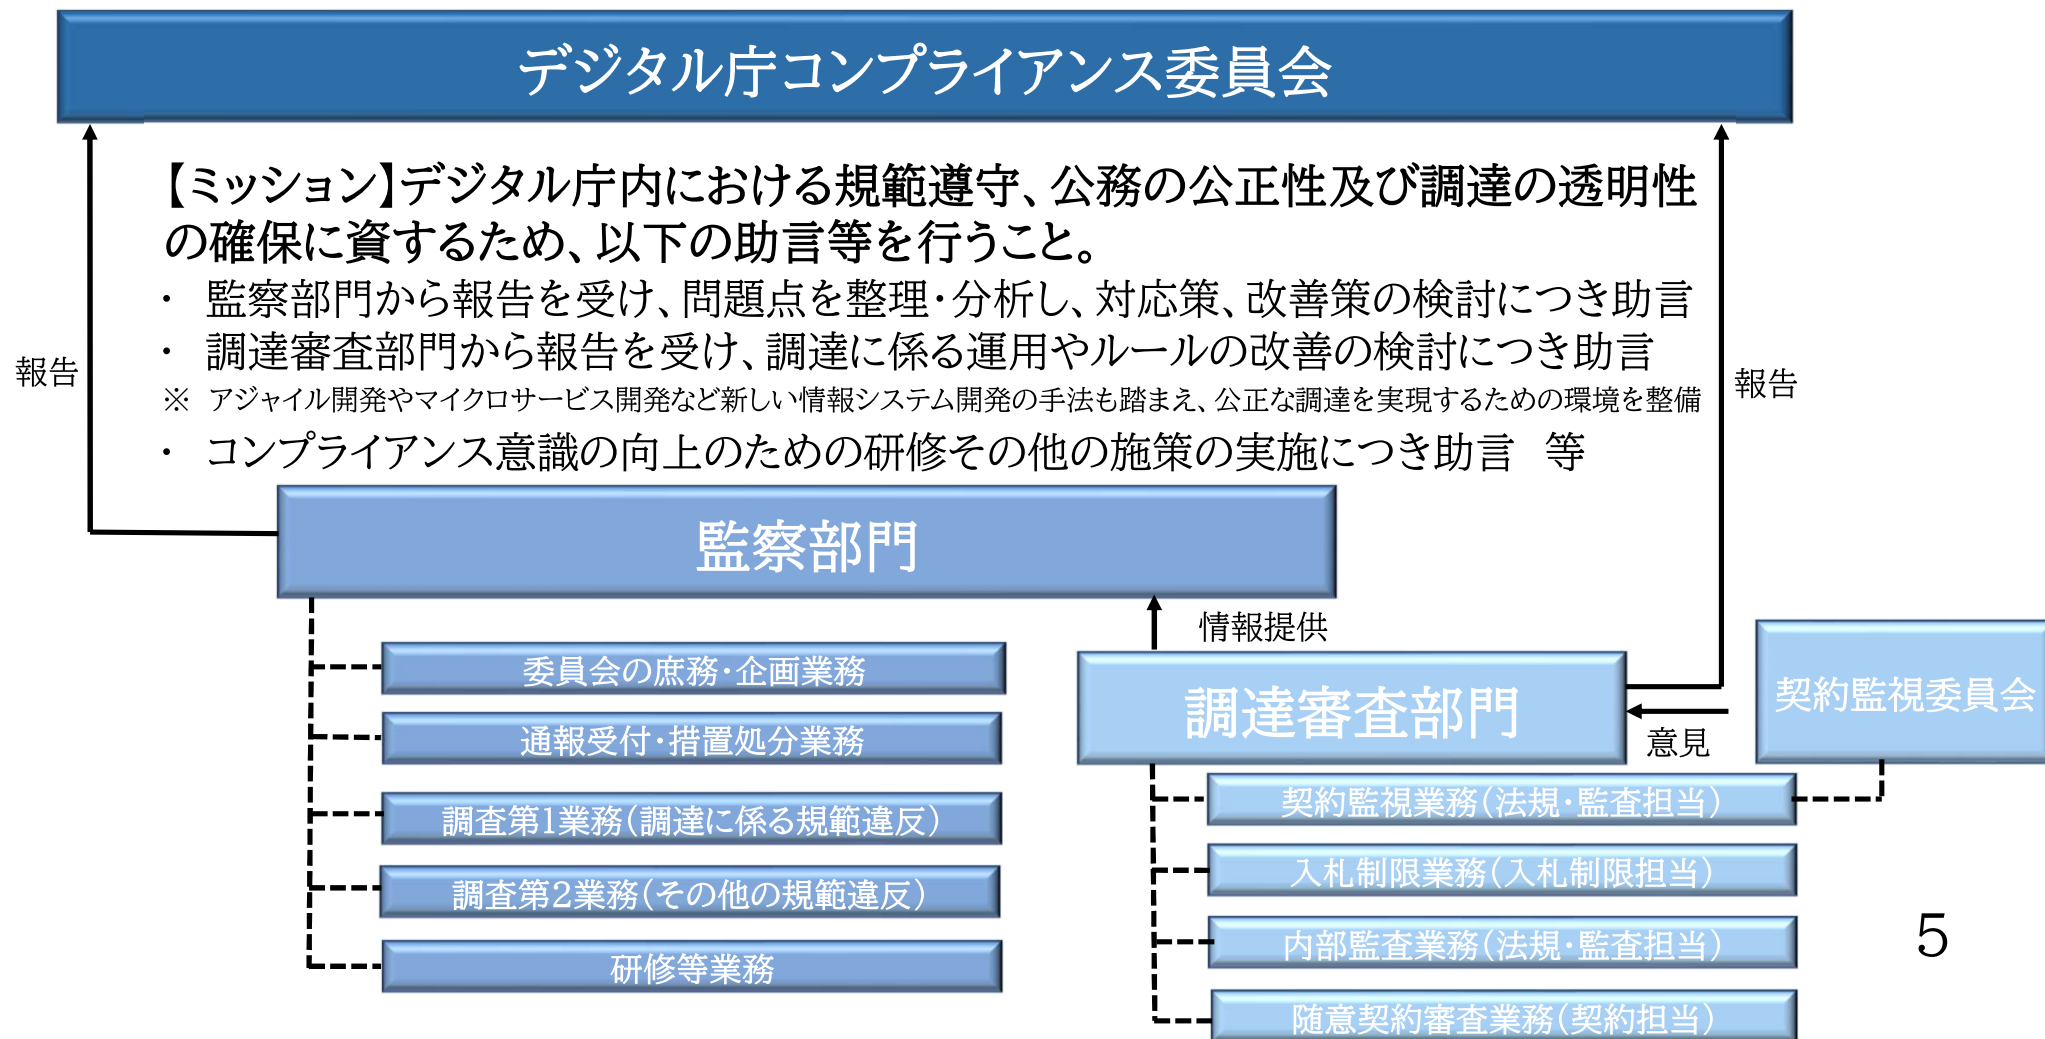 デジタル庁コンプライアンス委員会
【ミッション】デジタル庁内における規範遵守、公務の公正性及び調達の透明性
の確保に資するため、以下の助言等を行うこと。
・ 監察部門から報告を受け、問題点を整理・分析し、対応策、改善策の検討につき助言
・ 調達審査部門から報告を受け、調達に係る運用やルールの改善の検討につき助言
※ アジャイル開発やマイクロサービス開発など新しい情報システム開発の手法も踏まえ、公正な調達を実現するための環境を整備
・ コンプライアンス意識の向上のための研修その他の施策の実施につき助言 等
報告
報告
監察部門
情報提供
委員会の庶務・企画業務
通報受付・措置処分業務
調査第1業務(調達に係る規範違反)
調査第2業務(その他の規範違反)
研修等業務
調達審査部門
意見
契約監視委員会
契約監視業務(法規・監査担当)
入札制限業務(入札制限担当)
内部監査業務(法規・監査担当)
随意契約審査業務(契約担当)
5